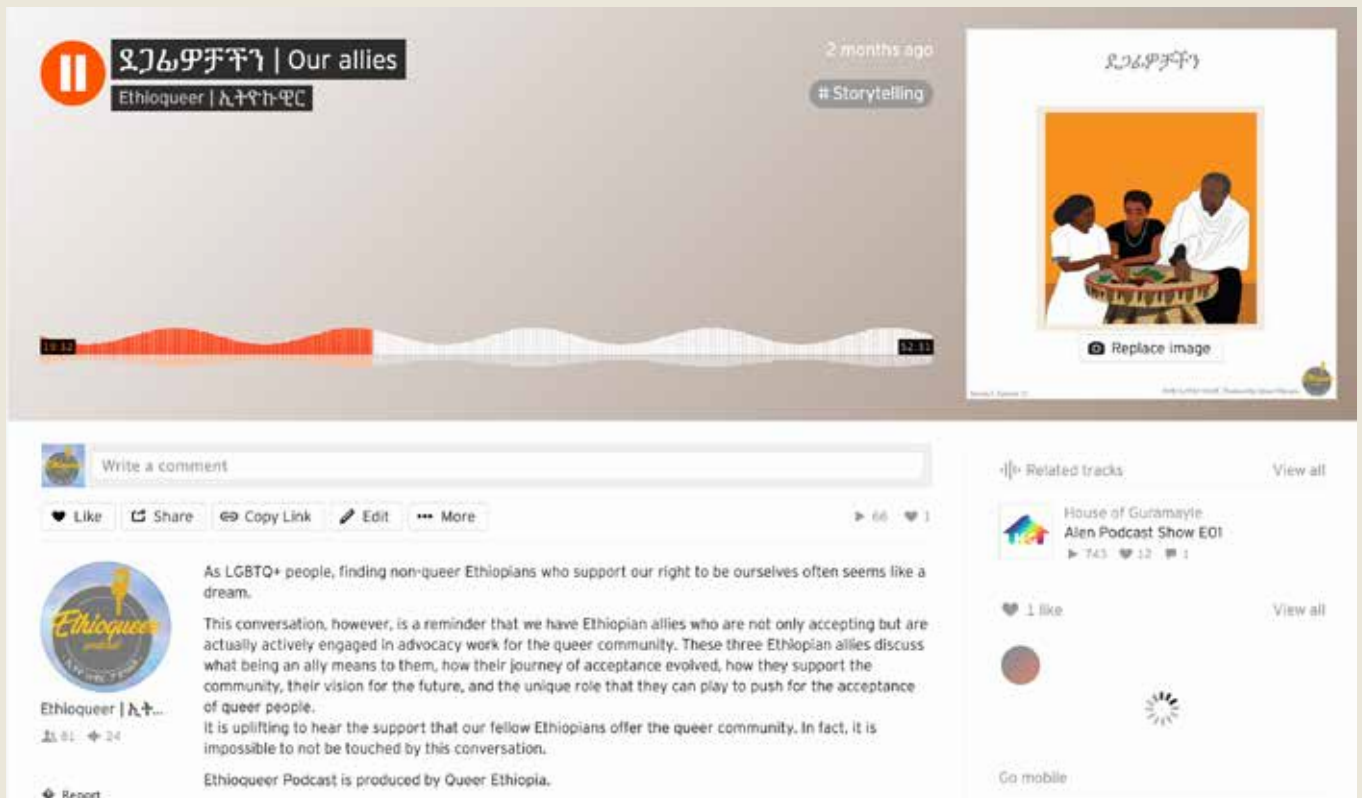 ደጋፊዎቻችን | Our allies
Ethioqueer | ኢትዮኩዊር
2 months ago
# Storytelling
52:31
ደጋፊዎቻችን
Replace image
Write a comment
Like
Share
Copy Link
Edit
More
66
1
As LGBTQ+ people, finding non-queer Ethiopians who support our right to be ourselves often seems like a
dream.
This conversation, however, is a reminder that we have Ethiopian allies who are not only accepting but are
actually actively engaged in advocacy work for the queer community. These three Ethiopian allies discuss
what being an ally means to them, how their journey of acceptance evolved, how they support the
community, their vision for the future, and the unique role that they can play to push for the acceptance
of queer people.
It is uplifting to hear the support that our fellow Ethiopians offer the queer community. In fact, it is
impossible to not be touched by this conversation.
Ethioqueer Podcast is produced by Queer Ethiopia.
Ethioqueer
podcast
Ethioqueer | ኢት...
81
24
Report
Related tracks
View all
House of Guramayle
Alen Podcast Show E01
743
12
1
1 like
View all
Go mobile